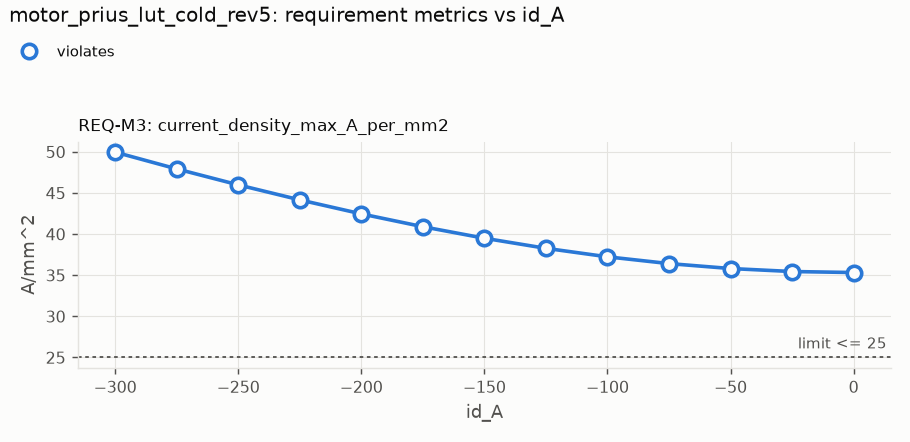 motor_prius_lut_cold_rev5: requirement metrics vs id_A
violates
REQ-M3: current_density_max_A_per_mm2
50
45
40
35
30
25
A/mm^2
limit <= 25
−300
−250
−200
−150
−100
−50
0
id_A